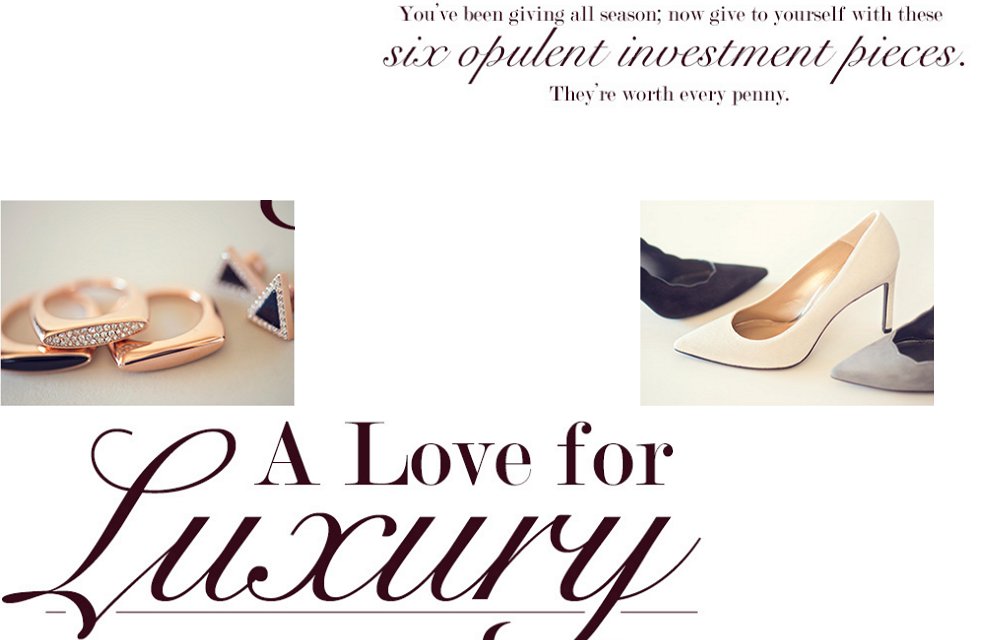 You've been giving all season; now give to yourself with these
six opulent investment pieces.
They're worth every penny.
A Love for
Luxury